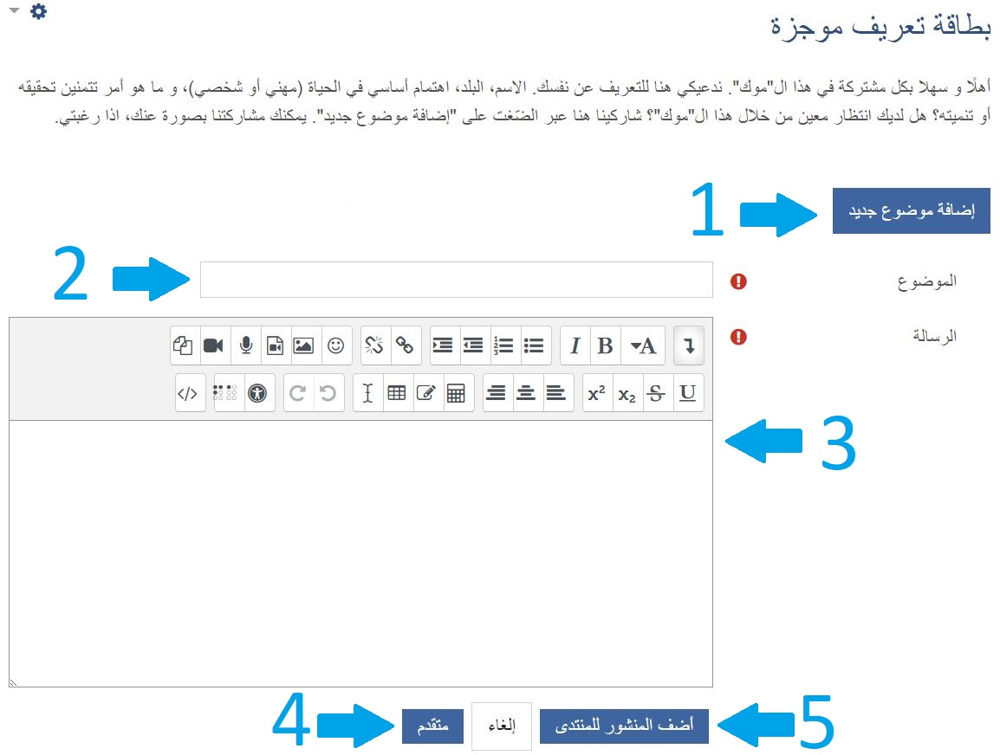 بطاقة تعريف موجزة
أهلًا و سهلا بكل مشتركة في هذا ال"موك". ندعيكي هنا للتعريف عن نفسك. الاسم، البلد، اهتمام أساسي في الحياة (مهني أو شخصي)، و ما هو أمر تتمنين تحقيقه
أو تنميته؟ هل لديك انتظار معين من خلال هذا ال"موك"؟ شاركينا هنا عبر الضّغت على "إضافة موضوع جديد". يمكنك مشاركتنا بصورة عنك، اذا رغبتي.
إضافة موضوع جديد
1
الموضوع
2
الرسالة
A B I
U S x₂ x² </>
3
أضف المنشور للمنتدى
إلغاء
متقدم
4
5